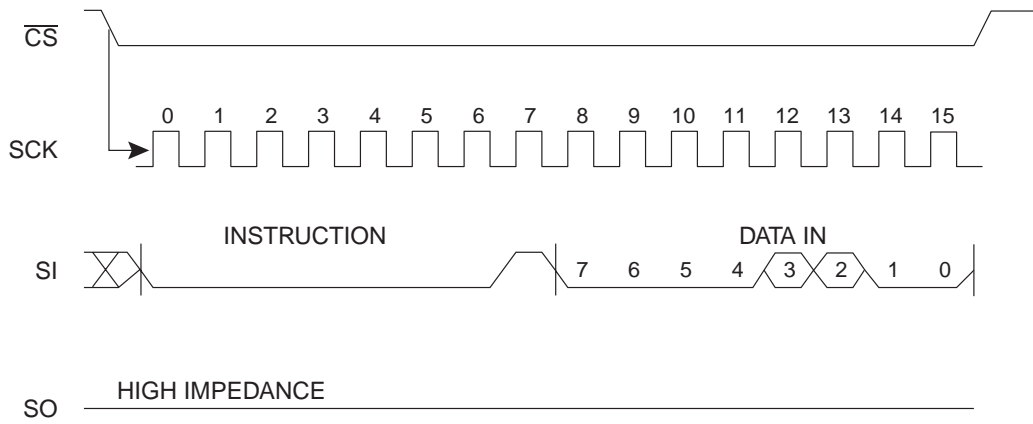 CS
0 1 2 3 4 5 6 7 8 9 10 11 12 13 14 15
SCK
INSTRUCTION DATA IN
SI 7 6 5 4 3 2 1 0
HIGH IMPEDANCE
SO